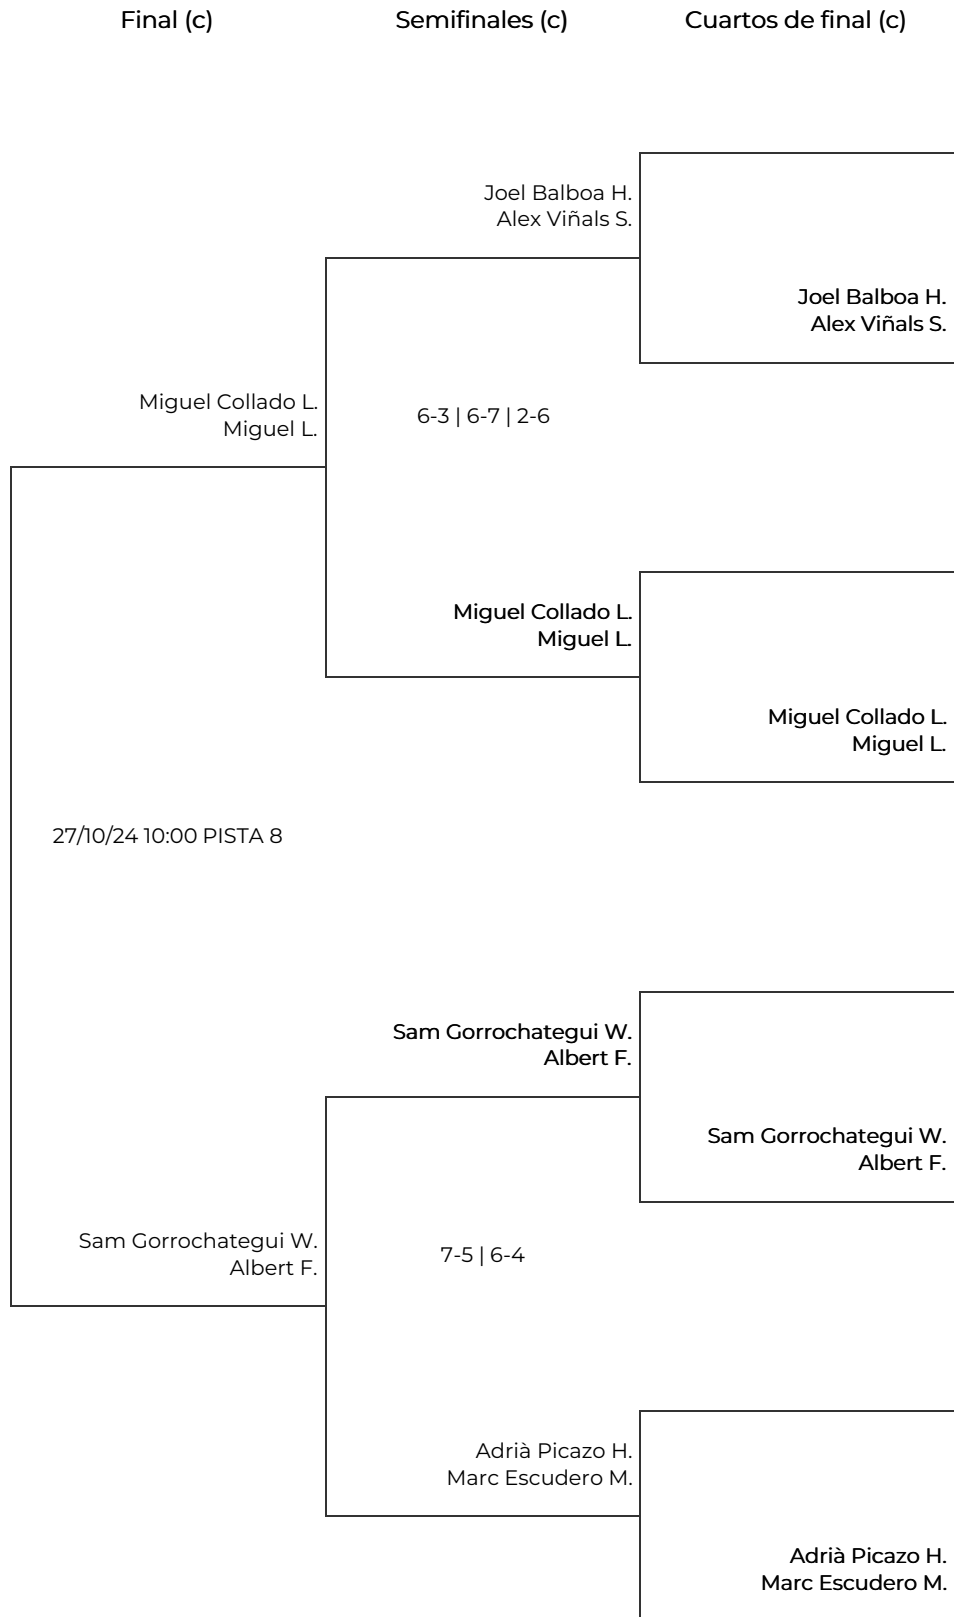 Final (c)
Semifinales (c)
Cuartos de final (c)
Joel Balboa H.
Alex Viñals S.
Joel Balboa H.
Alex Viñals S.
Miguel Collado L.
Miguel L.
6-3 | 6-7 | 2-6
Miguel Collado L.
Miguel L.
Miguel Collado L.
Miguel L.
27/10/24 10:00 PISTA 8
Sam Gorrochategui W.
Albert F.
Sam Gorrochategui W.
Albert F.
Sam Gorrochategui W.
Albert F.
7-5 | 6-4
Adrià Picazo H.
Marc Escudero M.
Adrià Picazo H.
Marc Escudero M.